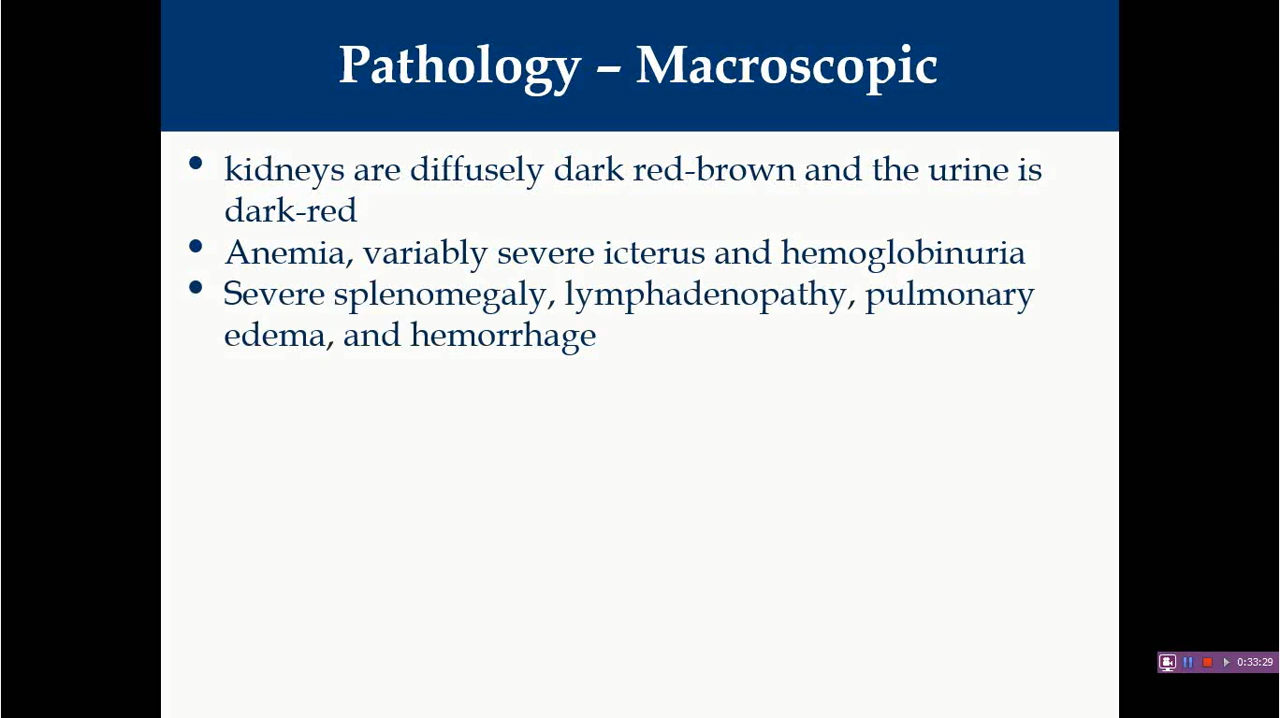 Pathology – Macroscopic
• kidneys are diffusely dark red-brown and the urine is
dark-red
• Anemia, variably severe icterus and hemoglobinuria
• Severe splenomegaly, lymphadenopathy, pulmonary
edema, and hemorrhage
0:33:29